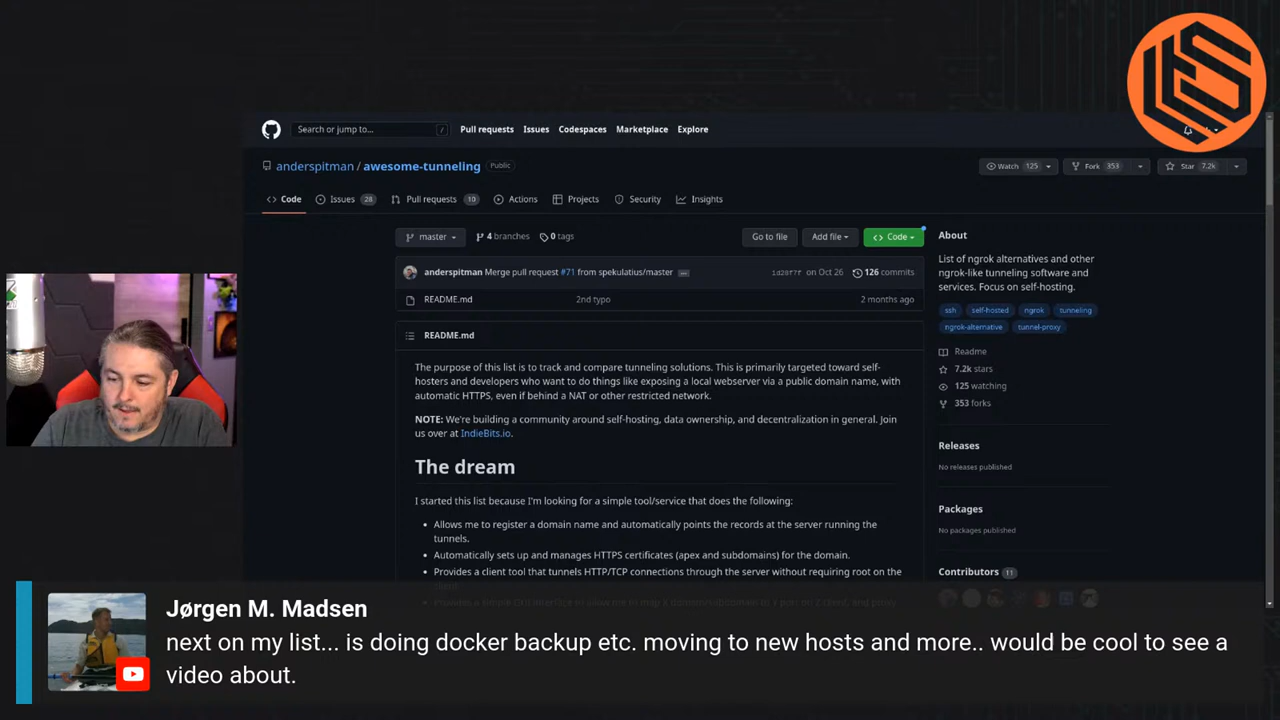 Search or jump to...
/
Pull requests
Issues
Codespaces
Marketplace
Explore
anderspitman / awesome-tunneling
Public
Watch 125
Fork 353
Star 7.2k
Code
Issues 28
Pull requests 10
Actions
Projects
Security
Insights
master
4 branches
0 tags
Go to file
Add file
Code
anderspitman Merge pull request #71 from spekulatius/master
on Oct 26
126 commits
README.md
2nd typo
2 months ago
README.md
The purpose of this list is to track and compare tunneling solutions. This is primarily targeted toward self-
hosters and developers who want to do things like exposing a local webserver via a public domain name, with
automatic HTTPS, even if behind a NAT or other restricted network.
NOTE: We're building a community around self-hosting, data ownership, and decentralization in general. Join
us over at IndieBits.io.
The dream
I started this list because I'm looking for a simple tool/service that does the following:
Allows me to register a domain name and automatically points the records at the server running the
tunnels.
Automatically sets up and manages HTTPS certificates (apex and subdomains) for the domain.
Provides a client tool that tunnels HTTP/TCP connections through the server without requiring root on the
About
List of ngrok alternatives and other
ngrok-like tunneling software and
services. Focus on self-hosting.
ssh
self-hosted
ngrok
tunneling
ngrok-alternative
tunnel-proxy
Readme
7.2k stars
125 watching
353 forks
Releases
No releases published
Packages
No packages published
Contributors 11
Jørgen M. Madsen
next on my list... is doing docker backup etc. moving to new hosts and more.. would be cool to see a
video about.